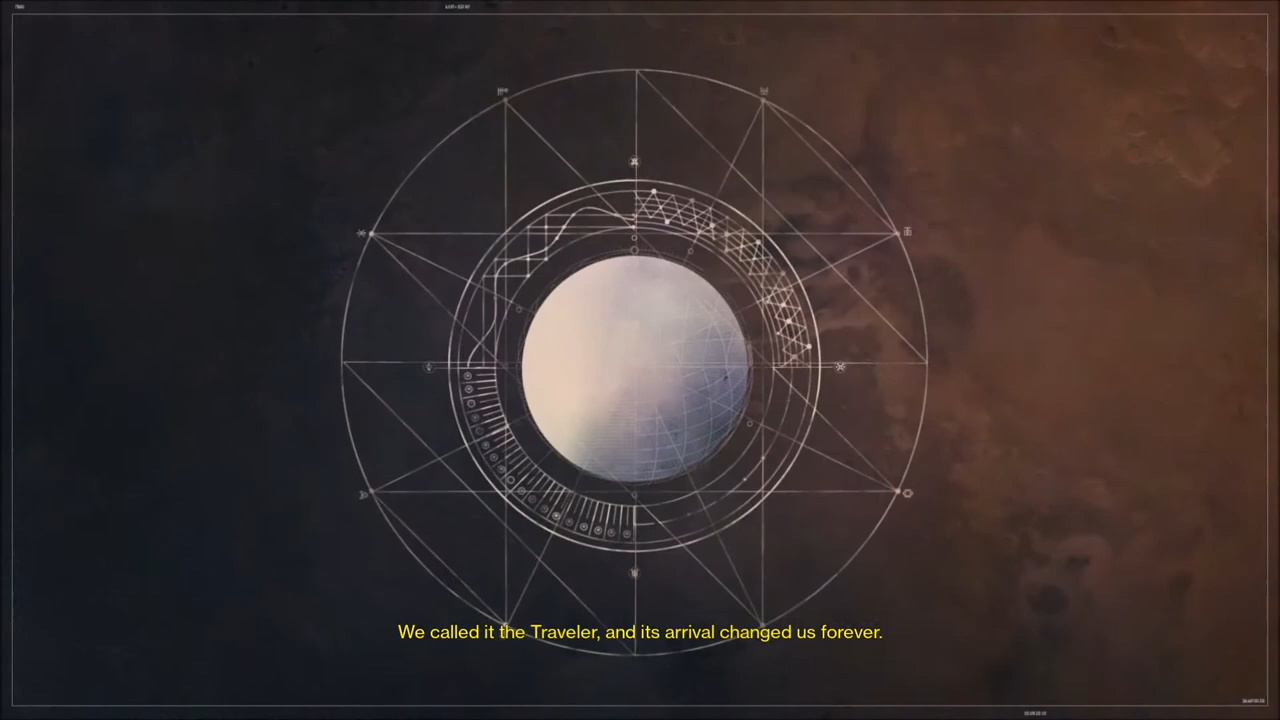 We called it the Traveler, and its arrival changed us forever.